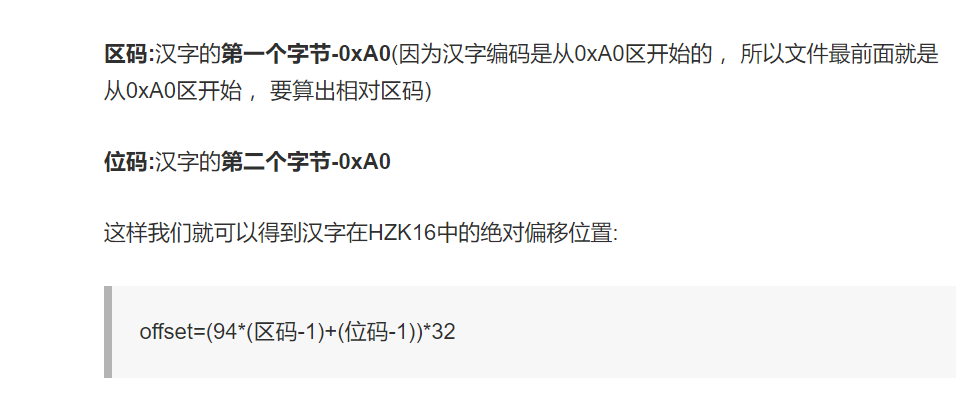 区码:汉字的第一个字节-0xA0(因为汉字编码是从0xA0区开始的，所以文件最前面就是
从0xA0区开始，要算出相对区码)
位码:汉字的第二个字节-0xA0
这样我们就可以得到汉字在HZK16中的绝对偏移位置:
offset=(94*(区码-1)+(位码-1))*32